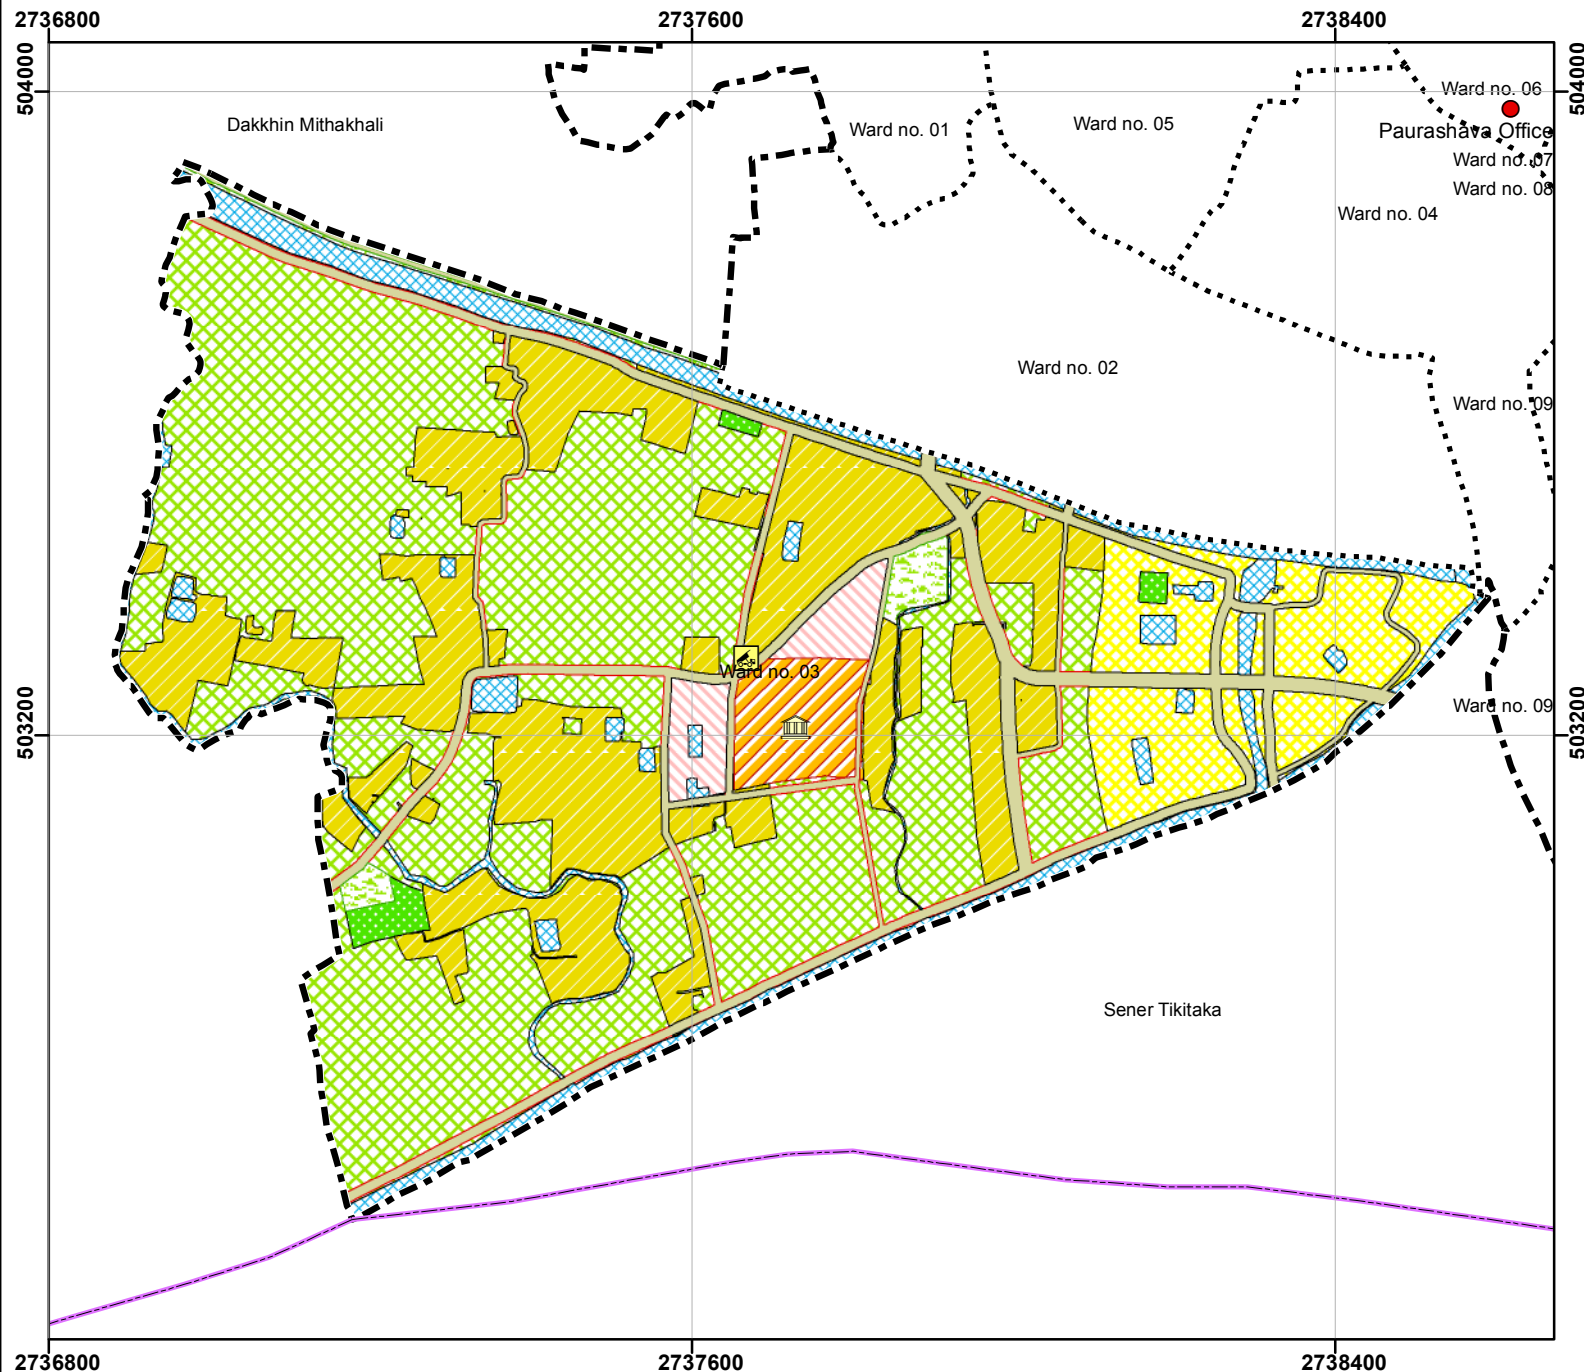 2736800 2737600 2738400
504000 504000
Ward no. 06
Dakkhin Mithakhali
Ward no. 01
Ward no. 05
Paurashava Office
Ward no. 07
Ward no. 08
Ward no. 04
Ward no. 02
Ward no. 09
Ward no. 03
Ward no. 09
503200 503200
Sener Tikitaka
2736800 2737600 2738400